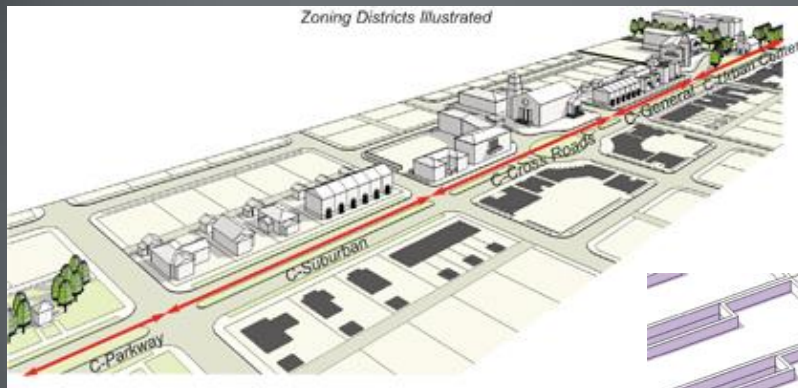 Zoning Districts Illustrated
C-Parkway
C-Suburban
C-Cross Roads
C-General
C-Urban Center